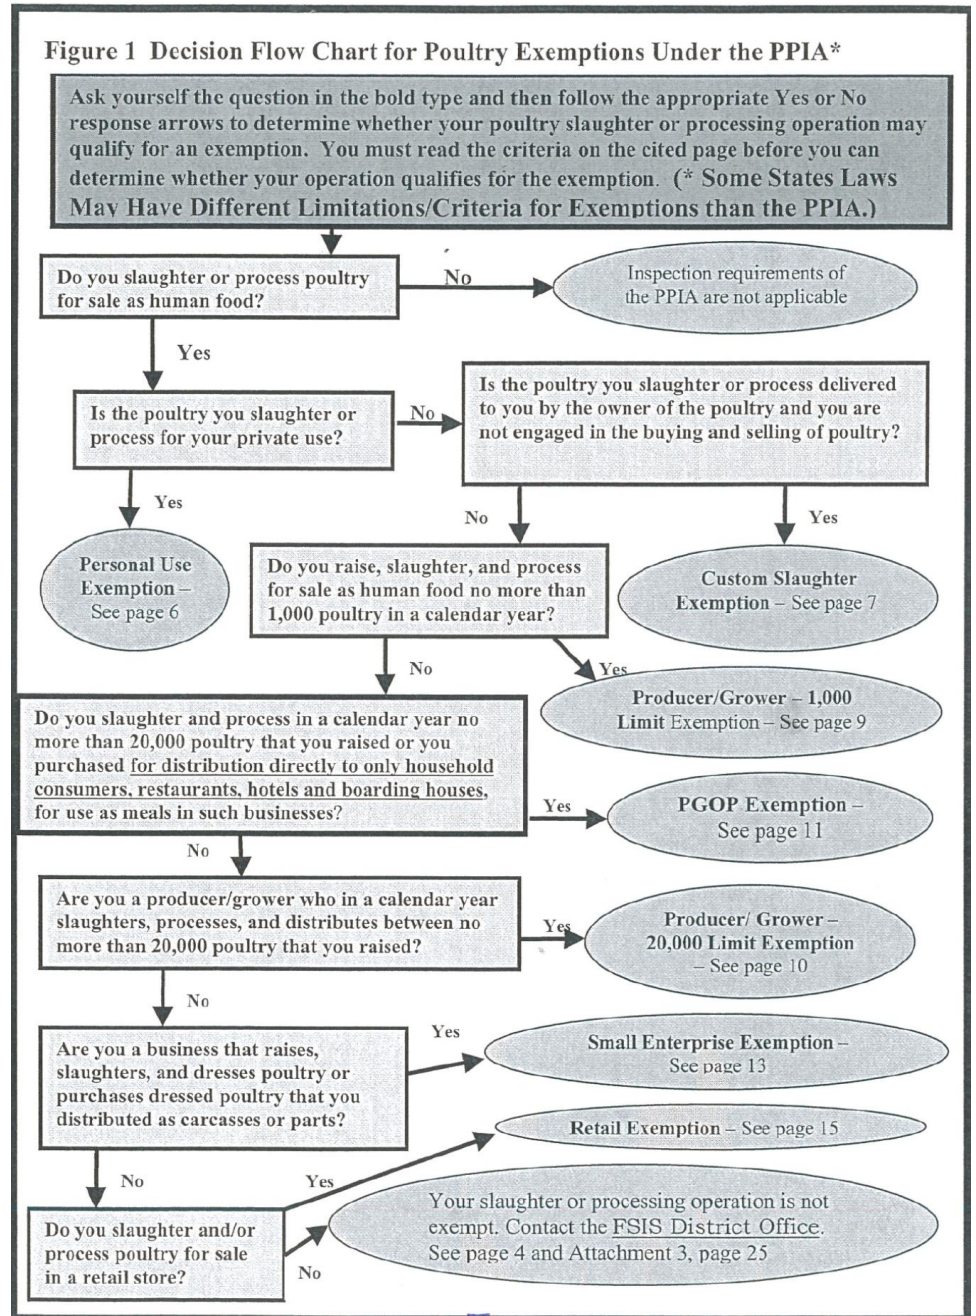 Figure 1 Decision Flow Chart for Poultry Exemptions Under the PPIA*
Ask yourself the question in the bold type and then follow the appropriate Yes or No
response arrows to determine whether your poultry slaughter or processing operation may
qualify for an exemption. You must read the criteria on the cited page before you can
determine whether your operation qualifies for the exemption. (* Some States Laws
May Have Different Limitations/Criteria for Exemptions than the PPIA.)
Do you slaughter or process poultry
for sale as human food?
No
Inspection requirements of
the PPIA are not applicable
Yes
Is the poultry you slaughter or
process for your private use?
No
Is the poultry you slaughter or process delivered
to you by the owner of the poultry and you are
not engaged in the buying and selling of poultry?
Yes
No
Yes
Personal Use
Exemption –
See page 6
Do you raise, slaughter, and process
for sale as human food no more than
1,000 poultry in a calendar year?
Custom Slaughter
Exemption – See page 7
No
Yes
Producer/Grower – 1,000
Limit Exemption – See page 9
Do you slaughter and process in a calendar year no
more than 20,000 poultry that you raised or you
purchased for distribution directly to only household
consumers, restaurants, hotels and boarding houses,
for use as meals in such businesses?
Yes
PGOP Exemption –
See page 11
No
Are you a producer/grower who in a calendar year
slaughters, processes, and distributes between no
more than 20,000 poultry that you raised?
Yes
Producer/ Grower –
20,000 Limit Exemption
– See page 10
No
Are you a business that raises,
slaughters, and dresses poultry or
purchases dressed poultry that you
distributed as carcasses or parts?
Yes
Small Enterprise Exemption –
See page 13
Retail Exemption – See page 15
No
Yes
Do you slaughter and/or
process poultry for sale
in a retail store?
No
Your slaughter or processing operation is not
exempt. Contact the FSIS District Office.
See page 4 and Attachment 3, page 25